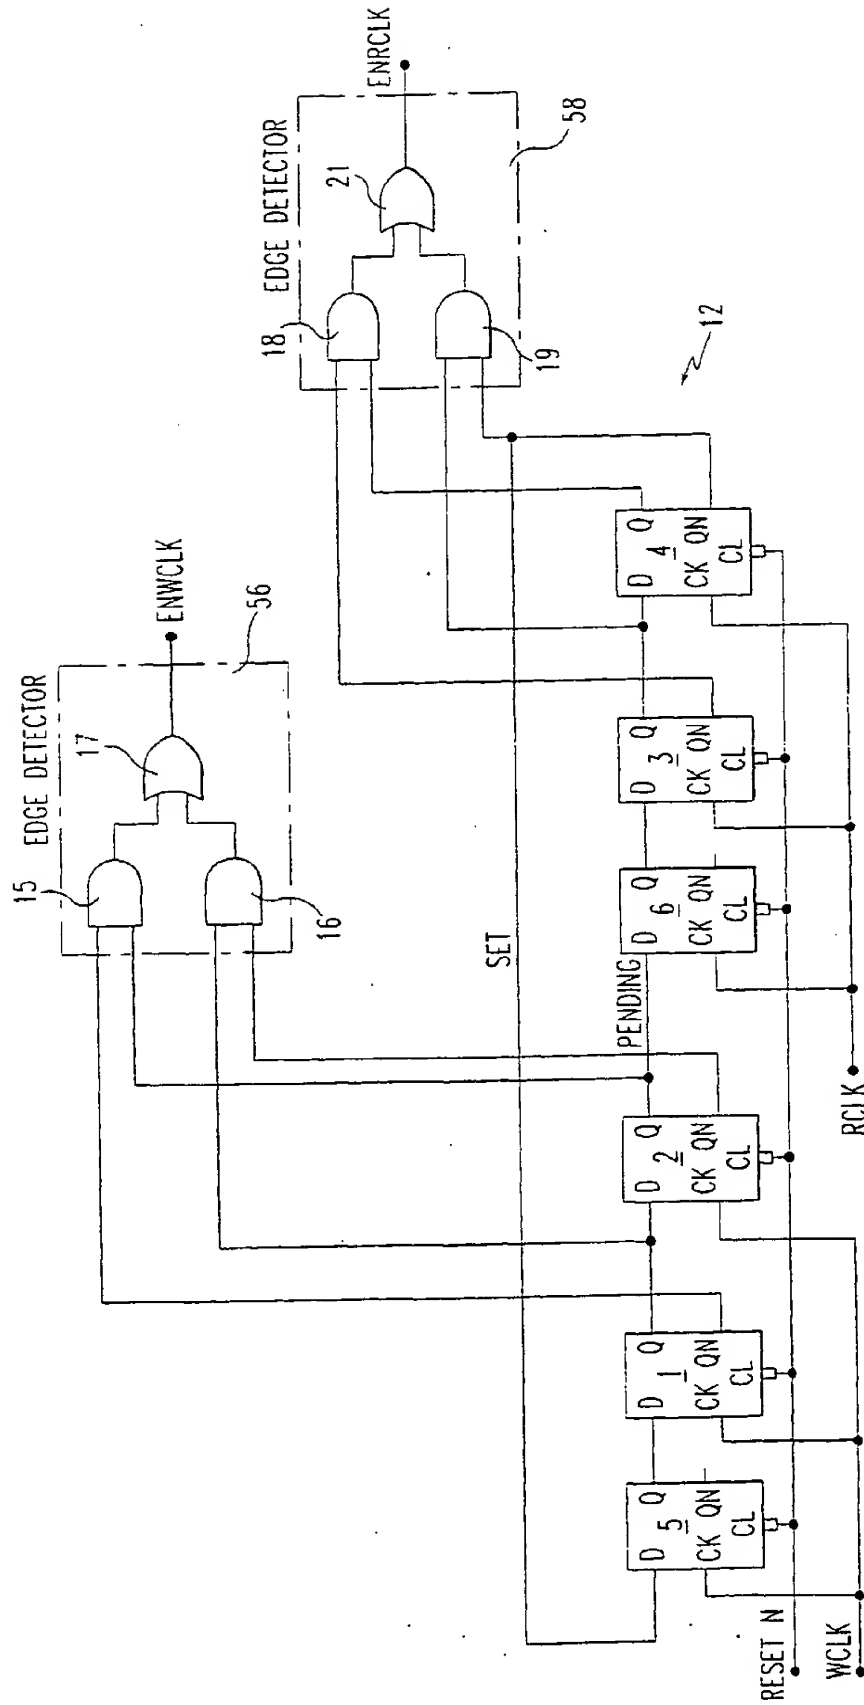 EDGE DETECTOR
15
17
16
56
ENWCLK
EDGE DETECTOR
18
21
19
58
ENRCLK
12
SET
PENDING
D Q
5
CK QN
CL
D Q
1
CK QN
CL
D Q
2
CK QN
CL
D Q
6
CK QN
CL
D Q
3
CK QN
CL
D Q
4
CK QN
CL
RESET N
WCLK
RCLK